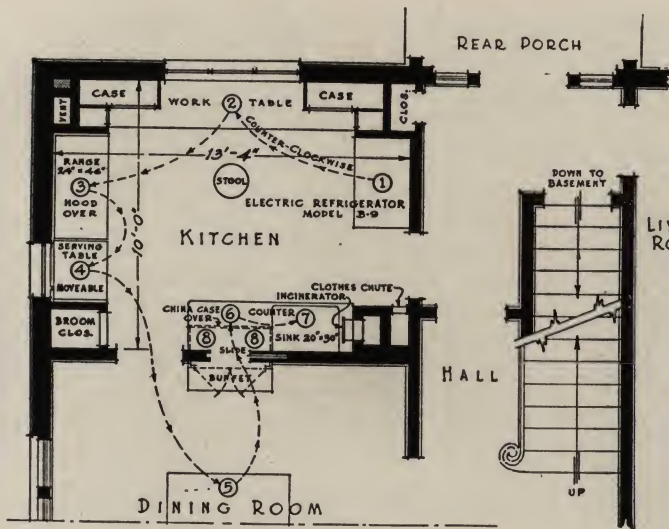 REAR PORCH
CASE
WORK TABLE
CASE
VENT
CLOS.
2
COUNTER-CLOCKWISE
13'-4"
RANGE
24"=46"
3
HOOD
OVER
STOOL
1
ELECTRIC REFRIGERATOR
MODEL B-9
10'-0"
KITCHEN
SERVING
TABLE
4
MOVEABLE
BROOM
CLOS.
CHINA CASE
OVER
6
COUNTER
7
CLOTHES CHUTE
INCINERATOR
8
8
SLIDE
SINK 20"=30"
BUFFET
HALL
DOWN TO
BASEMENT
LIV
RO
UP
5
DINING ROOM